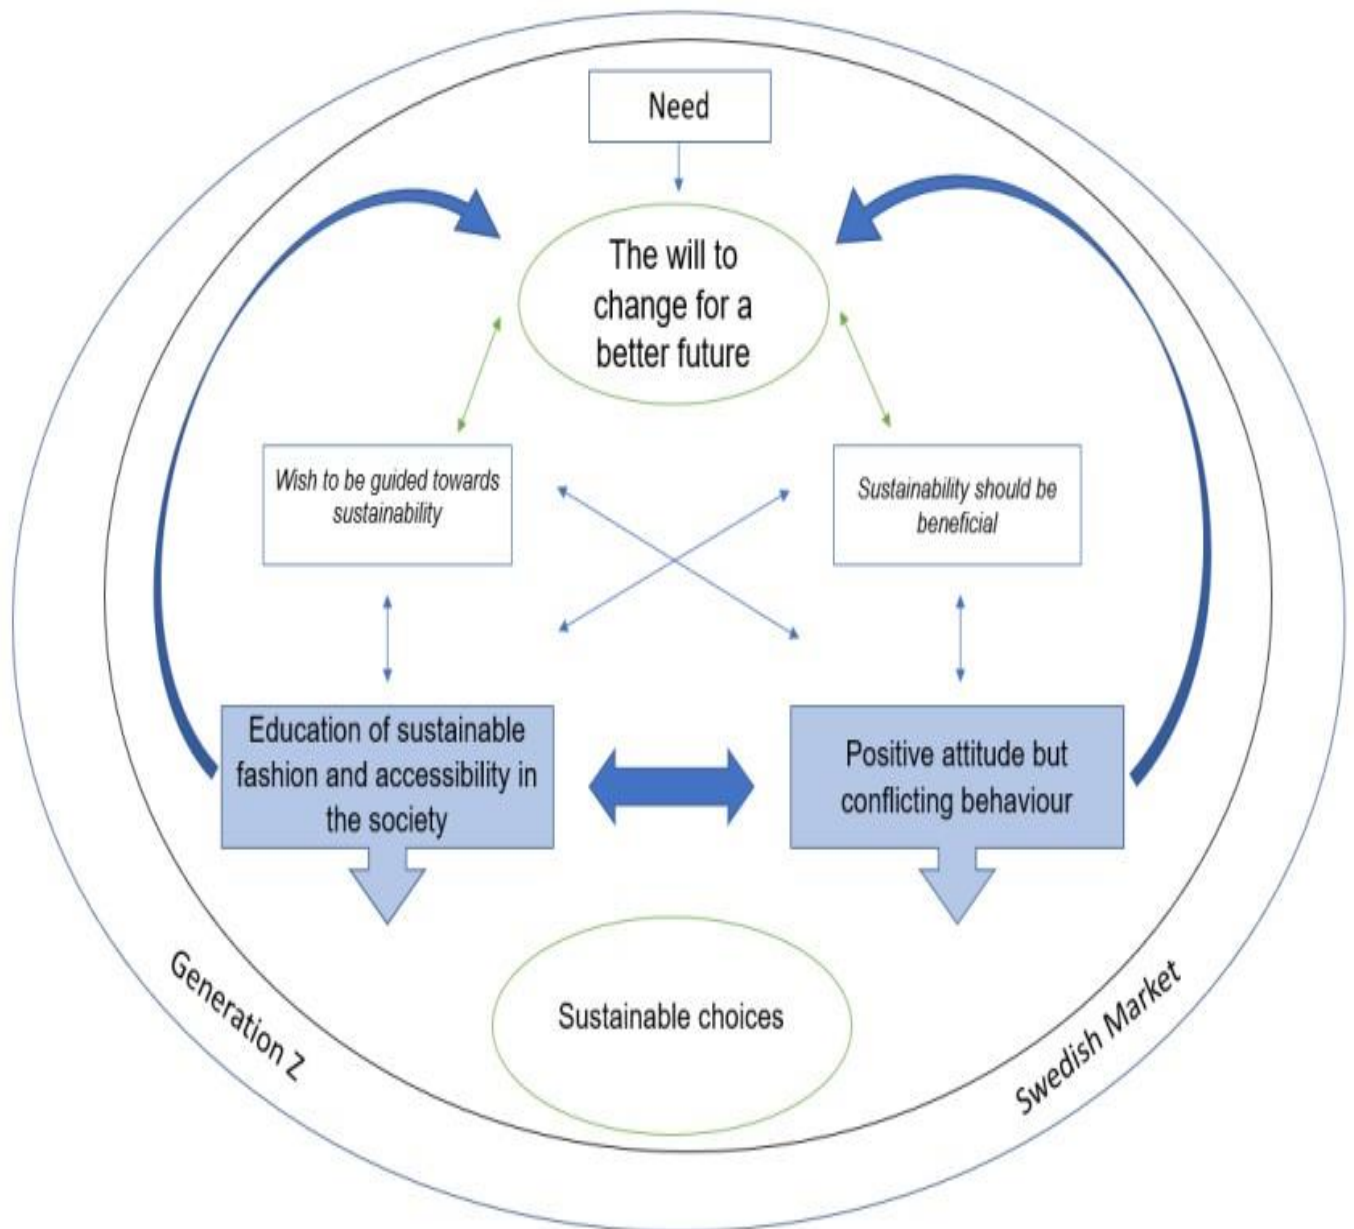 Need
The will to
change for a
better future
Wish to be guided towards
sustainability
Sustainability should be
beneficial
Education of sustainable
fashion and accessibility in
the society
Positive attitude but
conflicting behaviour
Sustainable choices
Generation Z
Swedish Market